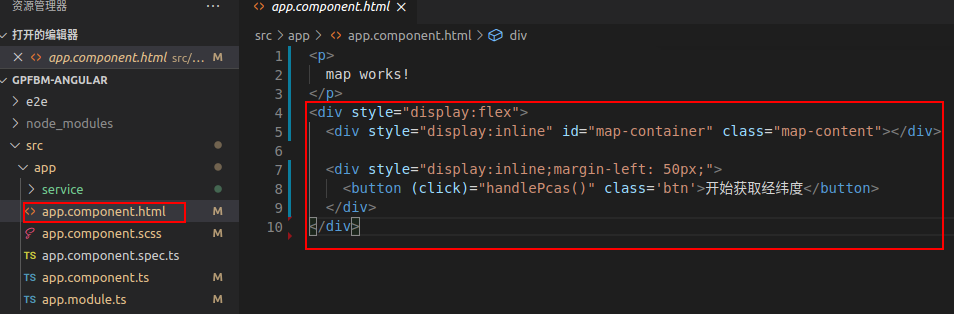 资源管理器
···
打开的编辑器
× <> app.component.html src/... M
GPFBM-ANGULAR
> e2e
> node_modules
src
app
> service
<> app.component.html M
app.component.scss M
TS app.component.spec.ts
TS app.component.ts M
TS app.module.ts M
<> app.component.html ×
src > app > <> app.component.html > div
1 <p>
2 map works!
3 </p>
4 <div style="display:flex">
5 <div style="display:inline" id="map-container" class="map-content"></div>
6
7 <div style="display:inline;margin-left: 50px;">
8 <button (click)="handlePcas()" class='btn'>开始获取经纬度</button>
9 </div>
10 </div>